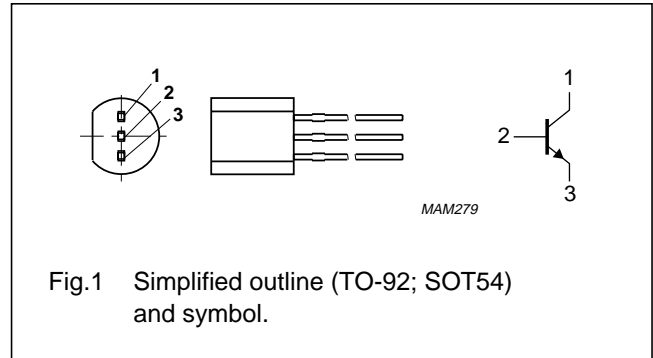 1
2
3
1
2
3
MAM279
Fig.1 Simplified outline (TO-92; SOT54)
and symbol.